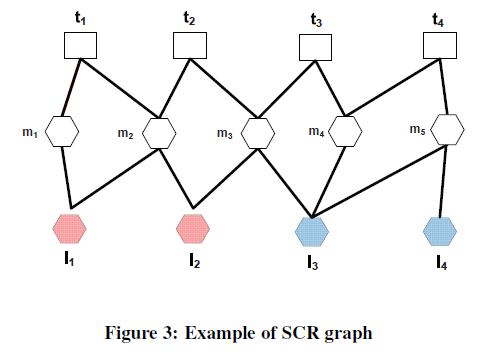 t1 t2 t3 t4
m1 m2 m3 m4 m5
I1 I2 I3 I4
Figure 3: Example of SCR graph